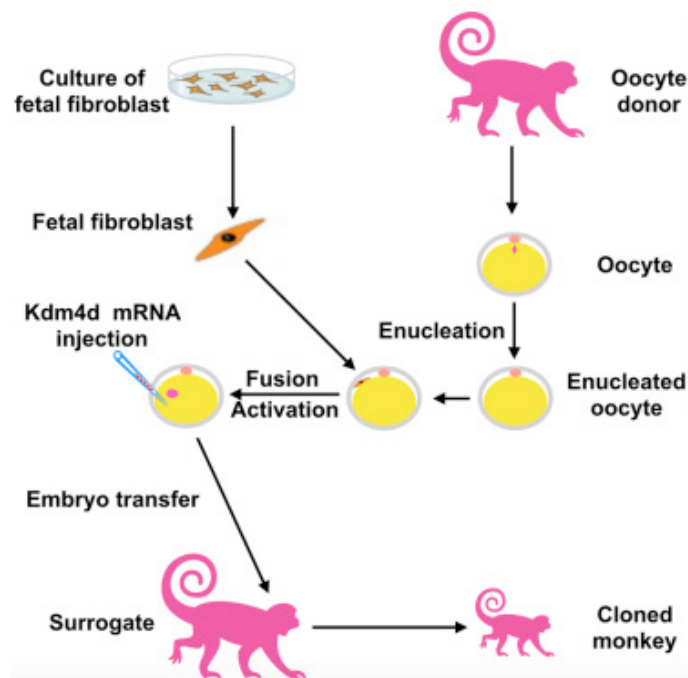 Culture of
fetal fibroblast
Oocyte
donor
Fetal fibroblast
Oocyte
Kdm4d mRNA
injection
Enucleation
Fusion
Activation
Enucleated
oocyte
Embryo transfer
Surrogate
Cloned
monkey